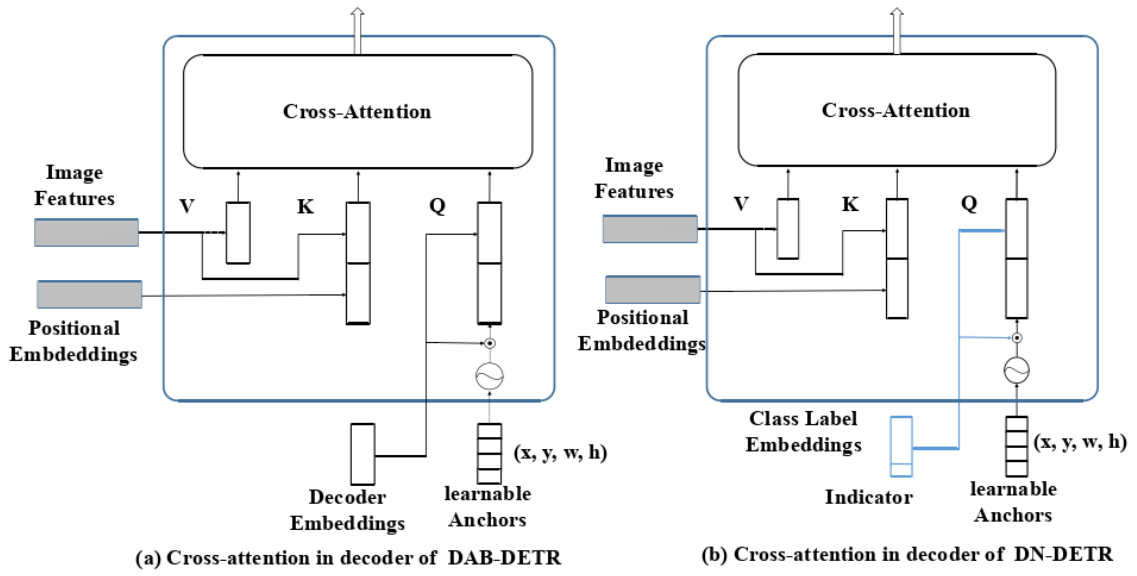 Cross-Attention
Image
Features
V
K
Q
Positional
Embdeddings
(x, y, w, h)
Decoder
Embeddings
learnable
Anchors
(a) Cross-attention in decoder of DAB-DETR
Cross-Attention
Image
Features
V
K
Q
Positional
Embdeddings
Class Label
Embeddings
(x, y, w, h)
Indicator
learnable
Anchors
(b) Cross-attention in decoder of DN-DETR